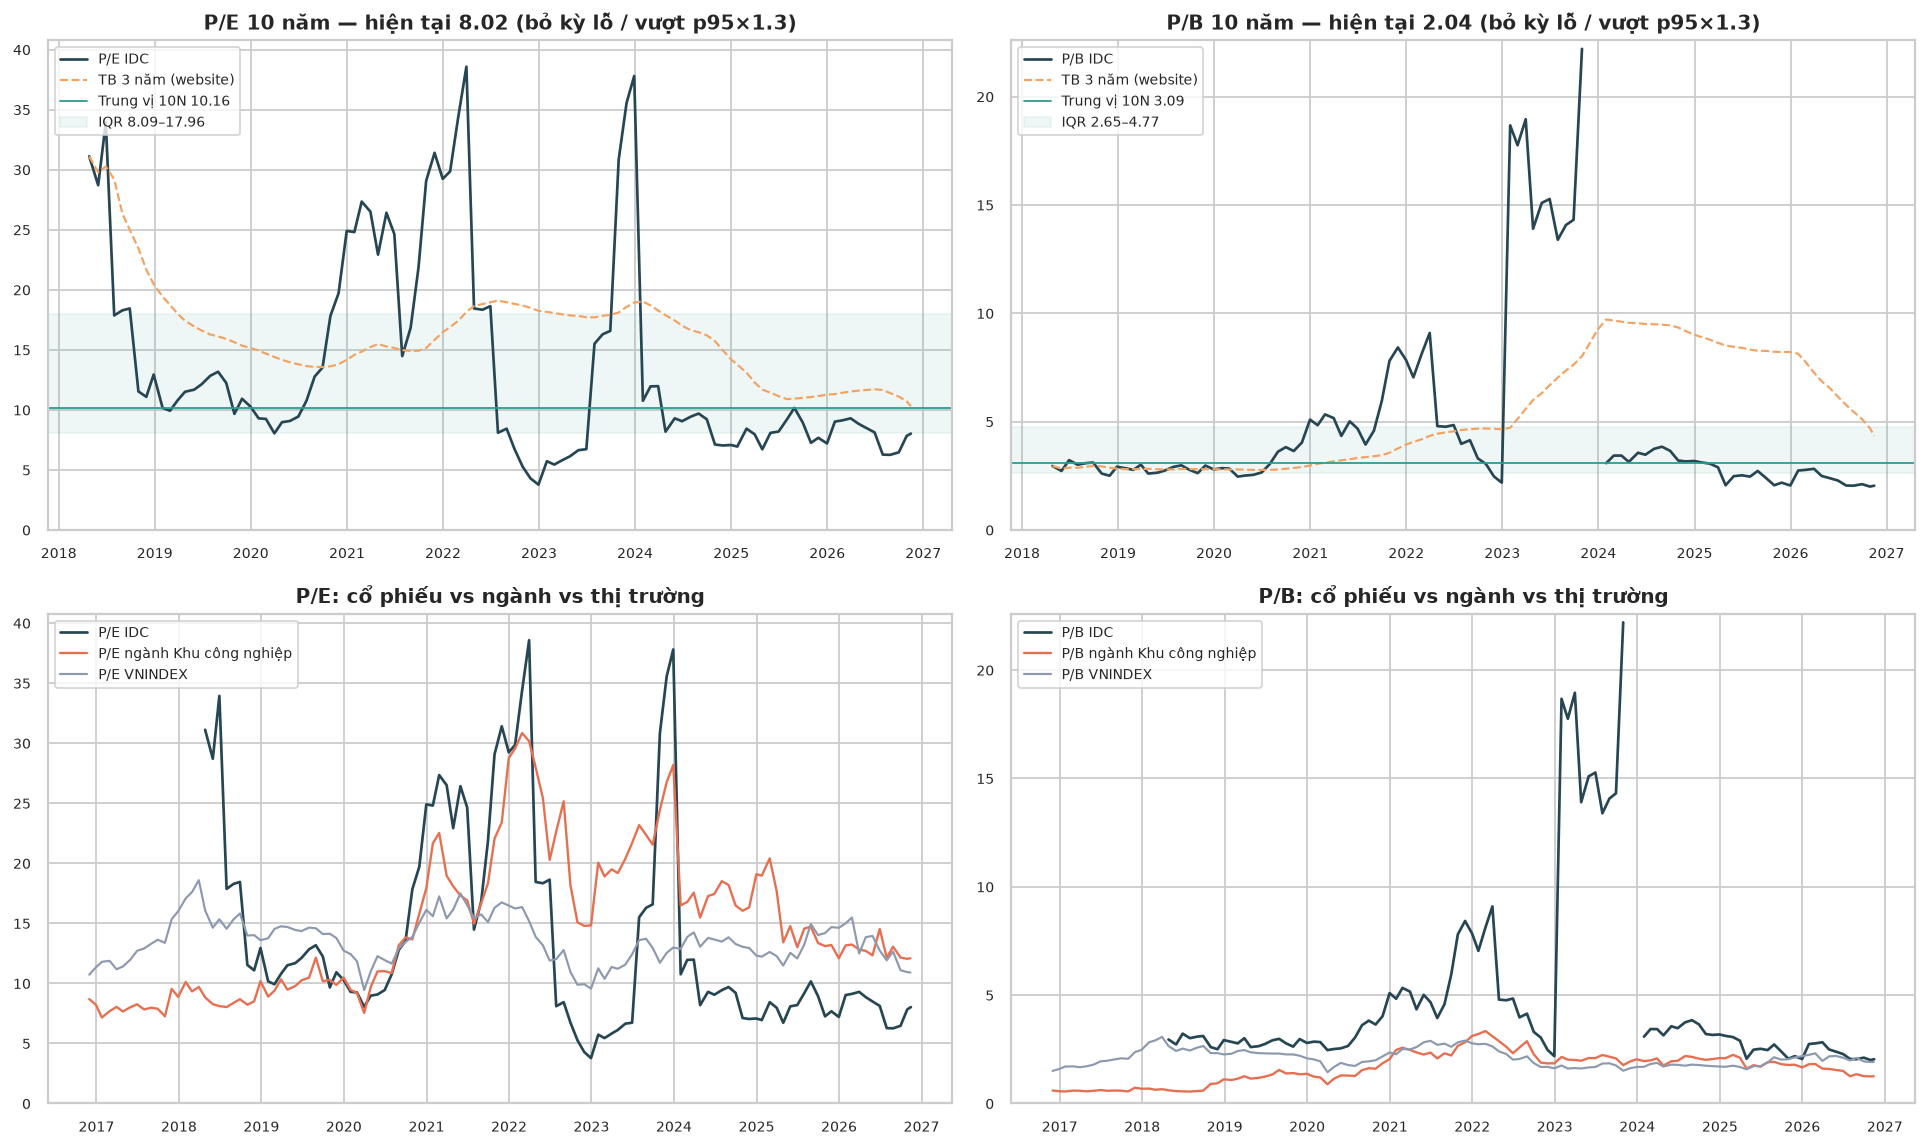 P/E 10 năm — hiện tại 8.02 (bỏ kỳ lỗ / vượt p95×1.3)
P/E IDC
TB 3 năm (website)
Trung vị 10N 10.16
IQR 8.09–17.96
40
35
30
25
20
15
10
5
0
2018 2019 2020 2021 2022 2023 2024 2025 2026 2027
P/B 10 năm — hiện tại 2.04 (bỏ kỳ lỗ / vượt p95×1.3)
P/B IDC
TB 3 năm (website)
Trung vị 10N 3.09
IQR 2.65–4.77
20
15
10
5
0
2018 2019 2020 2021 2022 2023 2024 2025 2026 2027
P/E: cổ phiếu vs ngành vs thị trường
P/E IDC
P/E ngành Khu công nghiệp
P/E VNINDEX
40
35
30
25
20
15
10
5
0
2017 2018 2019 2020 2021 2022 2023 2024 2025 2026 2027
P/B: cổ phiếu vs ngành vs thị trường
P/B IDC
P/B ngành Khu công nghiệp
P/B VNINDEX
20
15
10
5
0
2017 2018 2019 2020 2021 2022 2023 2024 2025 2026 2027